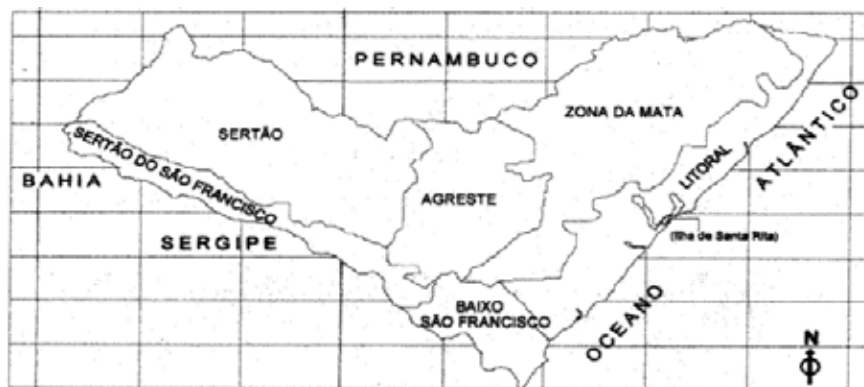 PERNAMBUCO
ZONA DA MATA
SERTÃO
ATLÂNTICO
SERTÃO DO SÃO FRANCISCO
LITORAL
BAHIA
AGRESTE
(Ilha de Santa Rita)
SERGIPE
BAIXO
SÃO FRANCISCO
OCEANO
N